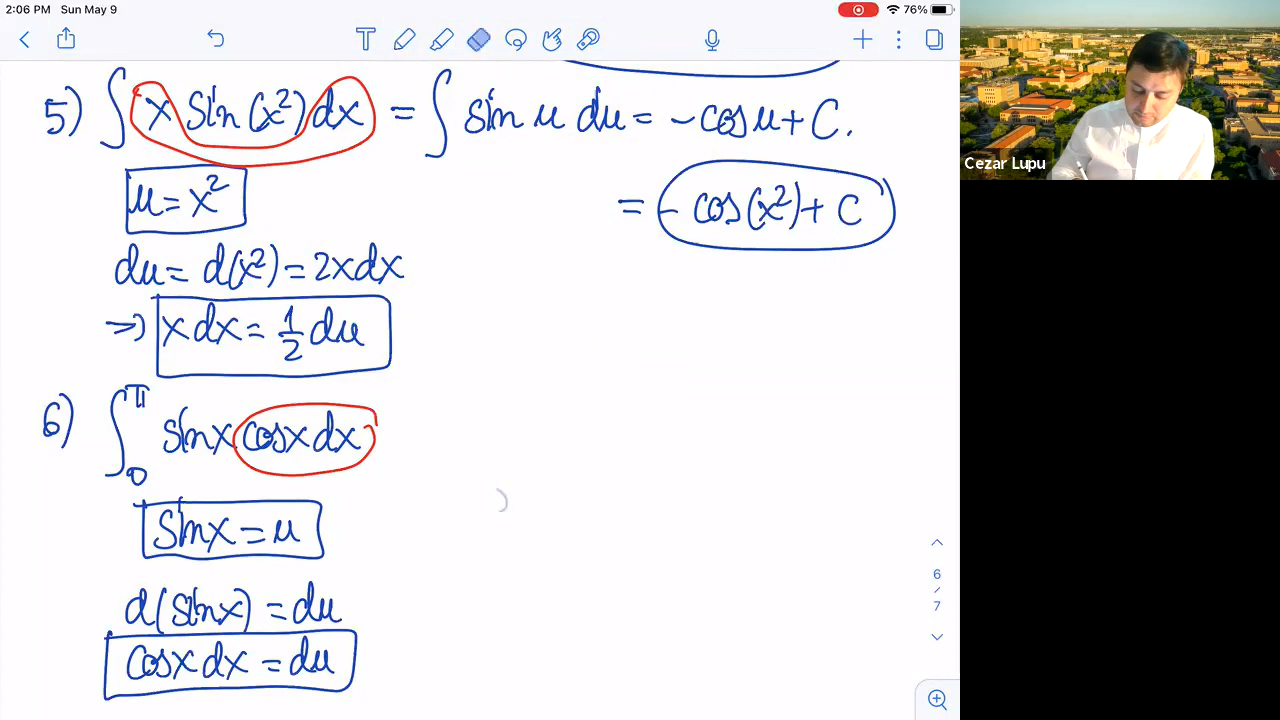 2:06 PM Sun May 9 76%
5) ∫ x sin(x²) dx = ∫ sin u du = -cos u + C.
u = x²
= -cos(x²) + C
du = d(x²) = 2x dx
=> x dx = 1/2 du
6) ∫₀^π sin x cos x dx
sin x = u
d(sin x) = du
cos x dx = du
6 / 7
Cezar Lupu